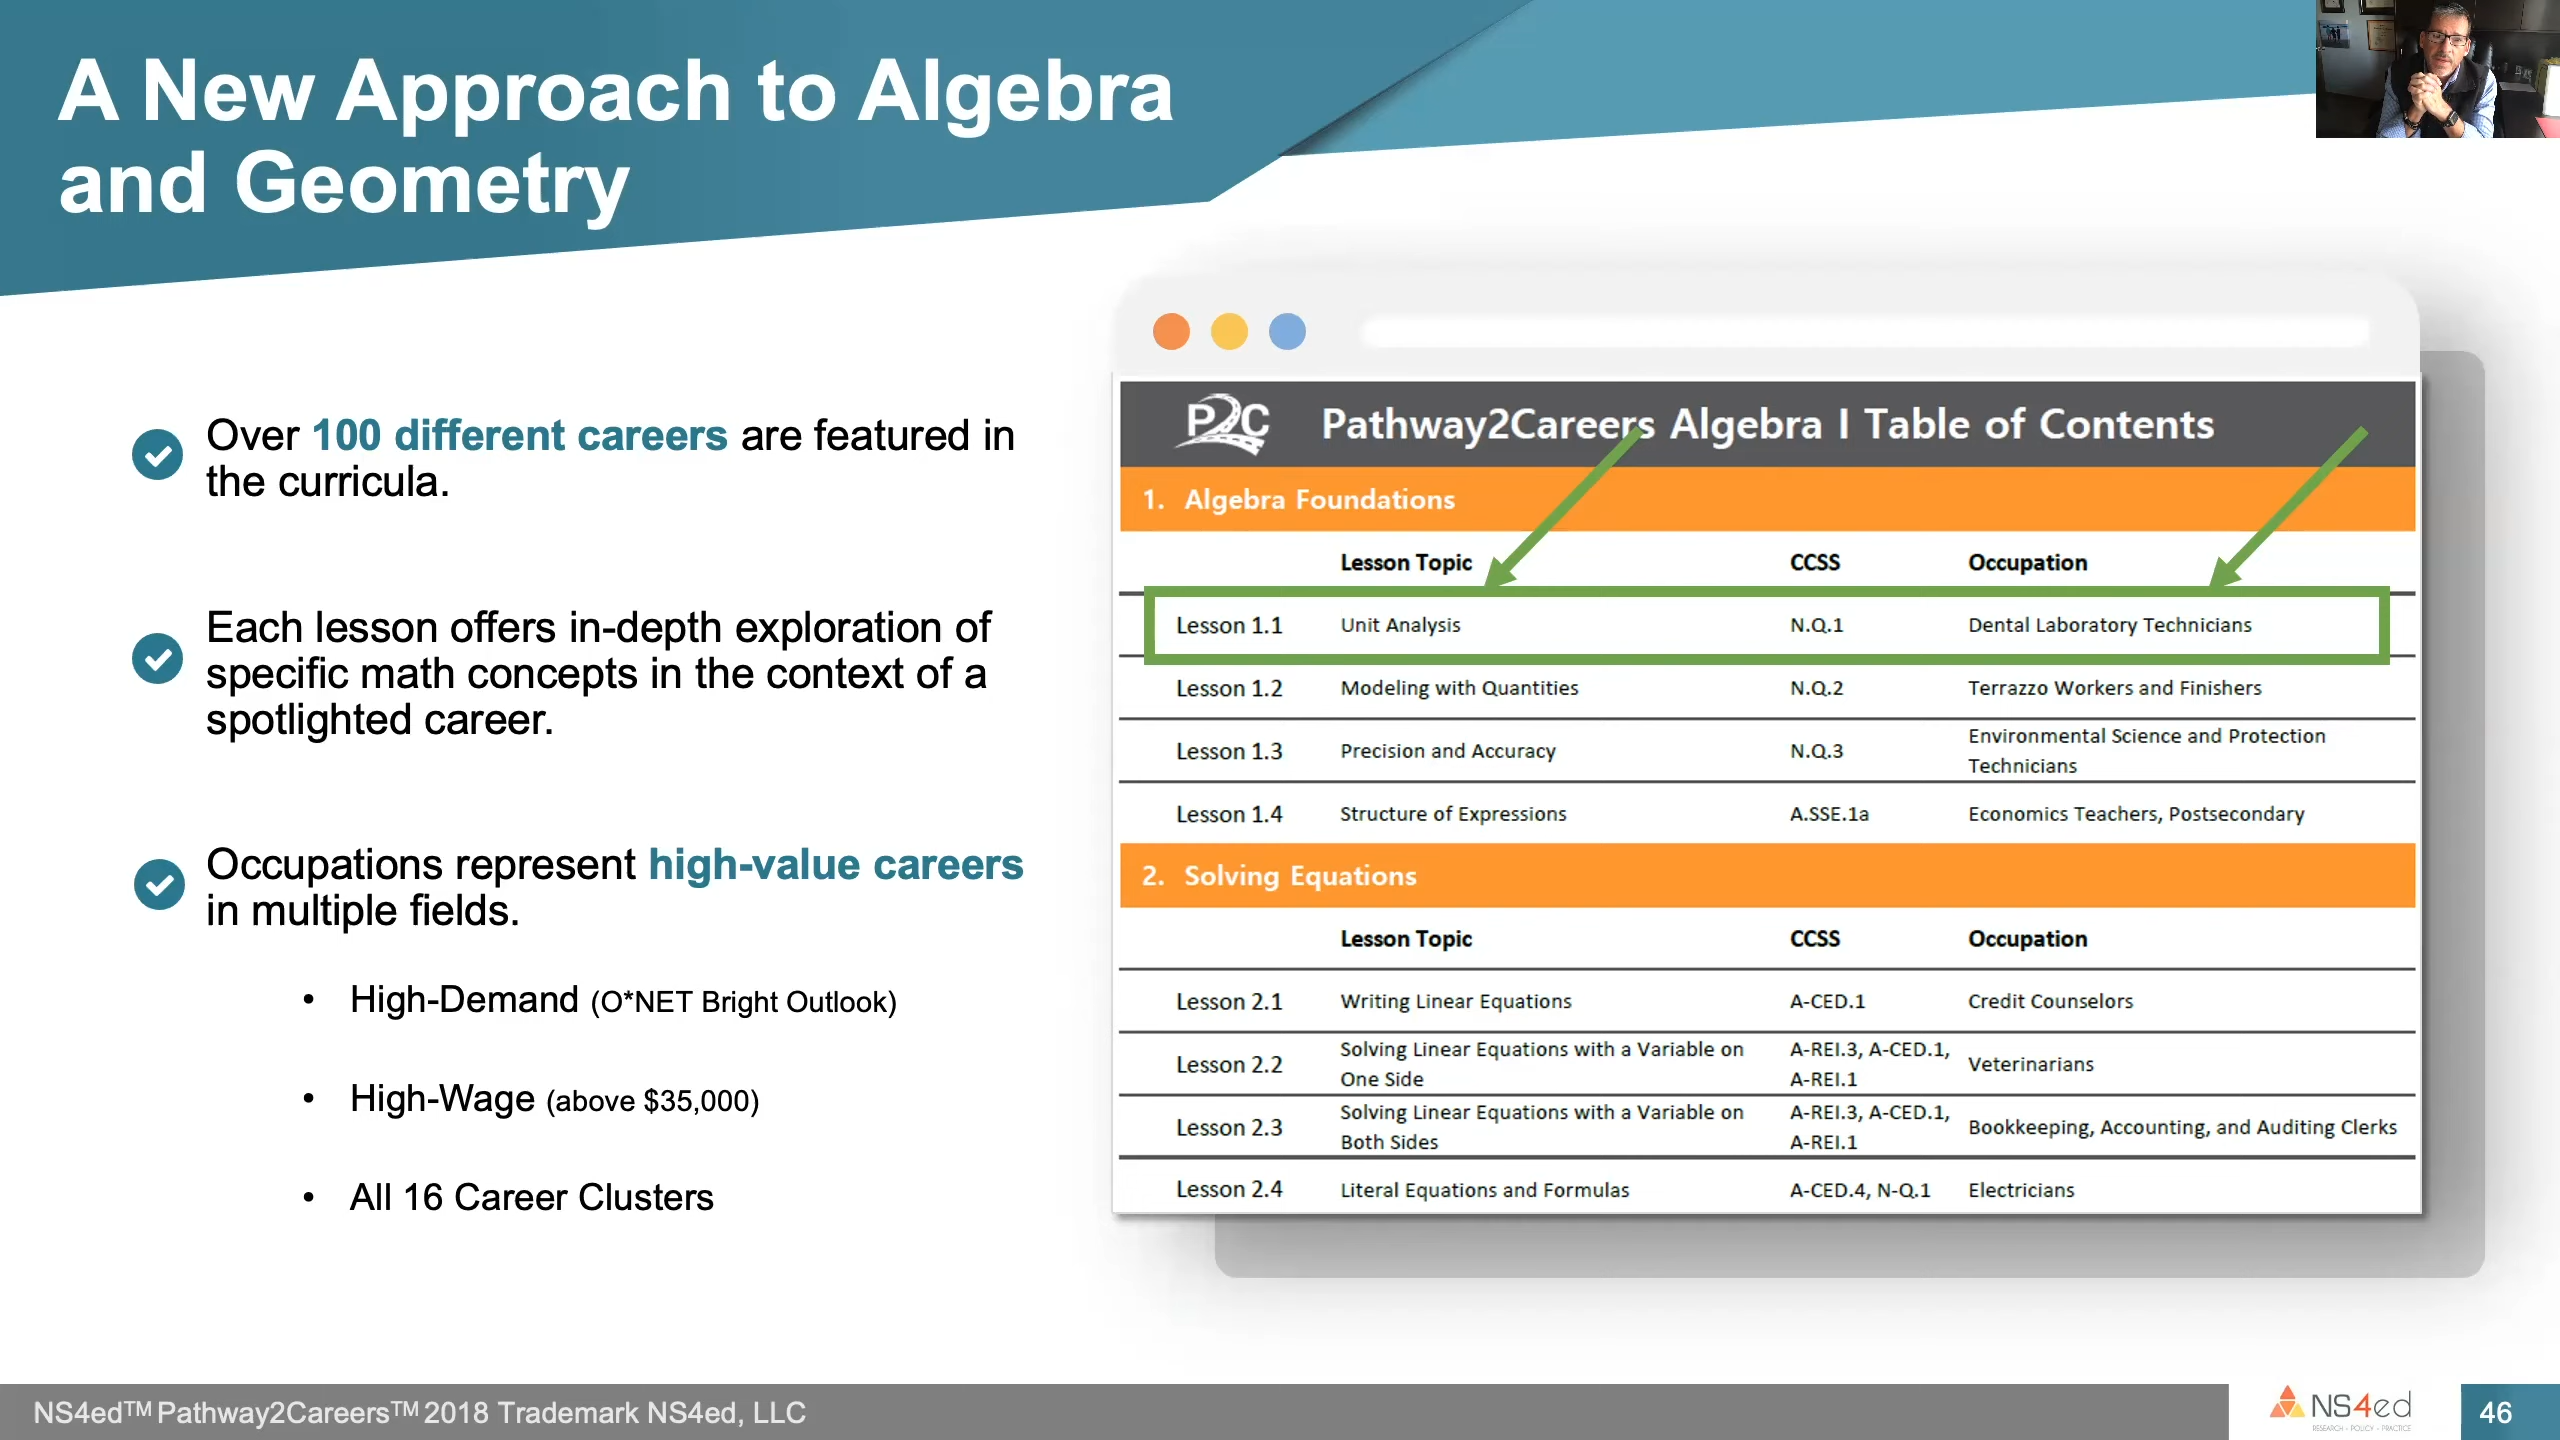 A New Approach to Algebra
and Geometry
Over 100 different careers are featured in
the curricula.
Each lesson offers in-depth exploration of
specific math concepts in the context of a
spotlighted career.
Occupations represent high-value careers
in multiple fields.
• High-Demand (O*NET Bright Outlook)
• High-Wage (above $35,000)
• All 16 Career Clusters
P2C Pathway2Careers Algebra I Table of Contents
1. Algebra Foundations
Lesson Topic CCSS Occupation
Lesson 1.1 Unit Analysis N.Q.1 Dental Laboratory Technicians
Lesson 1.2 Modeling with Quantities N.Q.2 Terrazzo Workers and Finishers
Lesson 1.3 Precision and Accuracy N.Q.3 Environmental Science and Protection
Technicians
Lesson 1.4 Structure of Expressions A.SSE.1a Economics Teachers, Postsecondary
2. Solving Equations
Lesson Topic CCSS Occupation
Lesson 2.1 Writing Linear Equations A-CED.1 Credit Counselors
Lesson 2.2 Solving Linear Equations with a Variable on A-REI.3, A-CED.1, Veterinarians
One Side A-REI.1
Lesson 2.3 Solving Linear Equations with a Variable on A-REI.3, A-CED.1, Bookkeeping, Accounting, and Auditing Clerks
Both Sides A-REI.1
Lesson 2.4 Literal Equations and Formulas A-CED.4, N-Q.1 Electricians
NS4ed™ Pathway2Careers™ 2018 Trademark NS4ed, LLC
NS4ed
RESEARCH • POLICY • PRACTICE
46